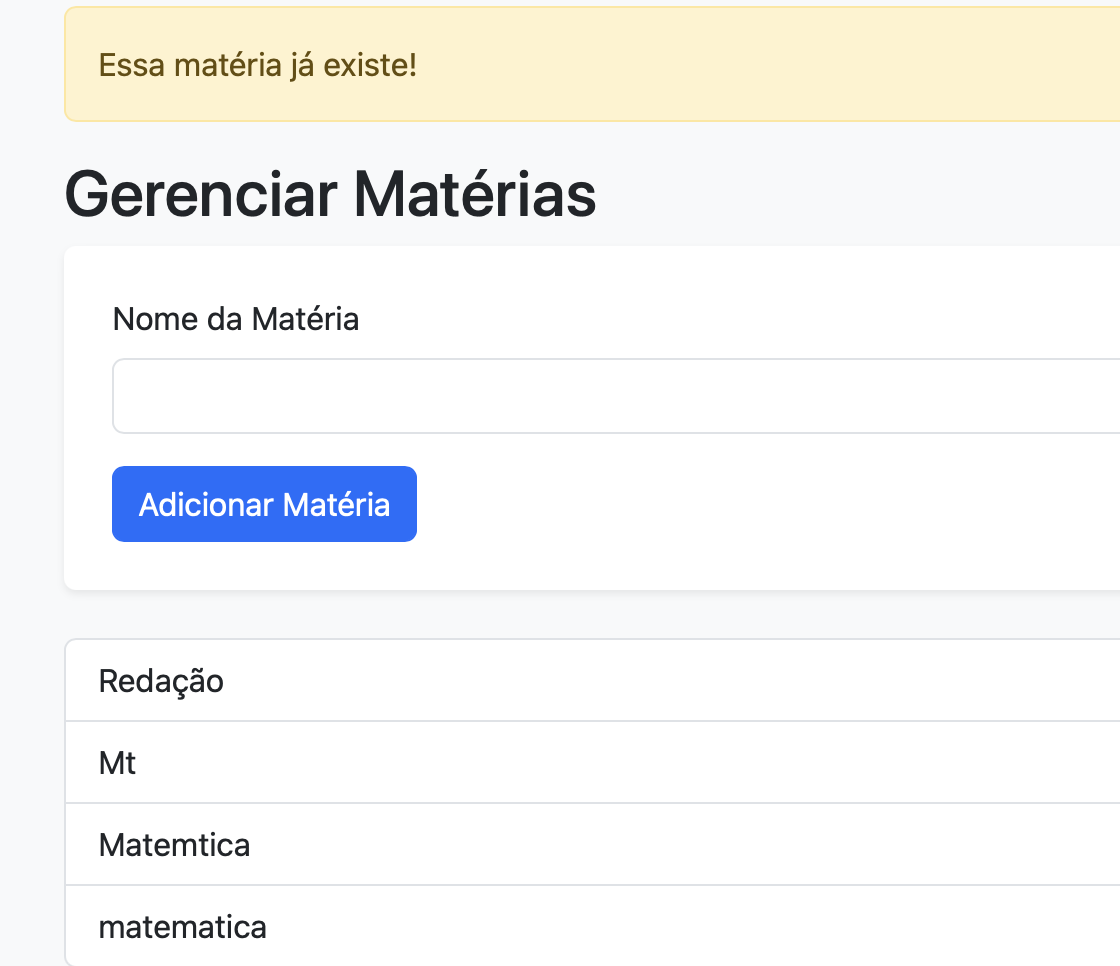 Essa matéria já existe!
Gerenciar Matérias
Nome da Matéria
Adicionar Matéria
Redação
Mt
Matemtica
matematica